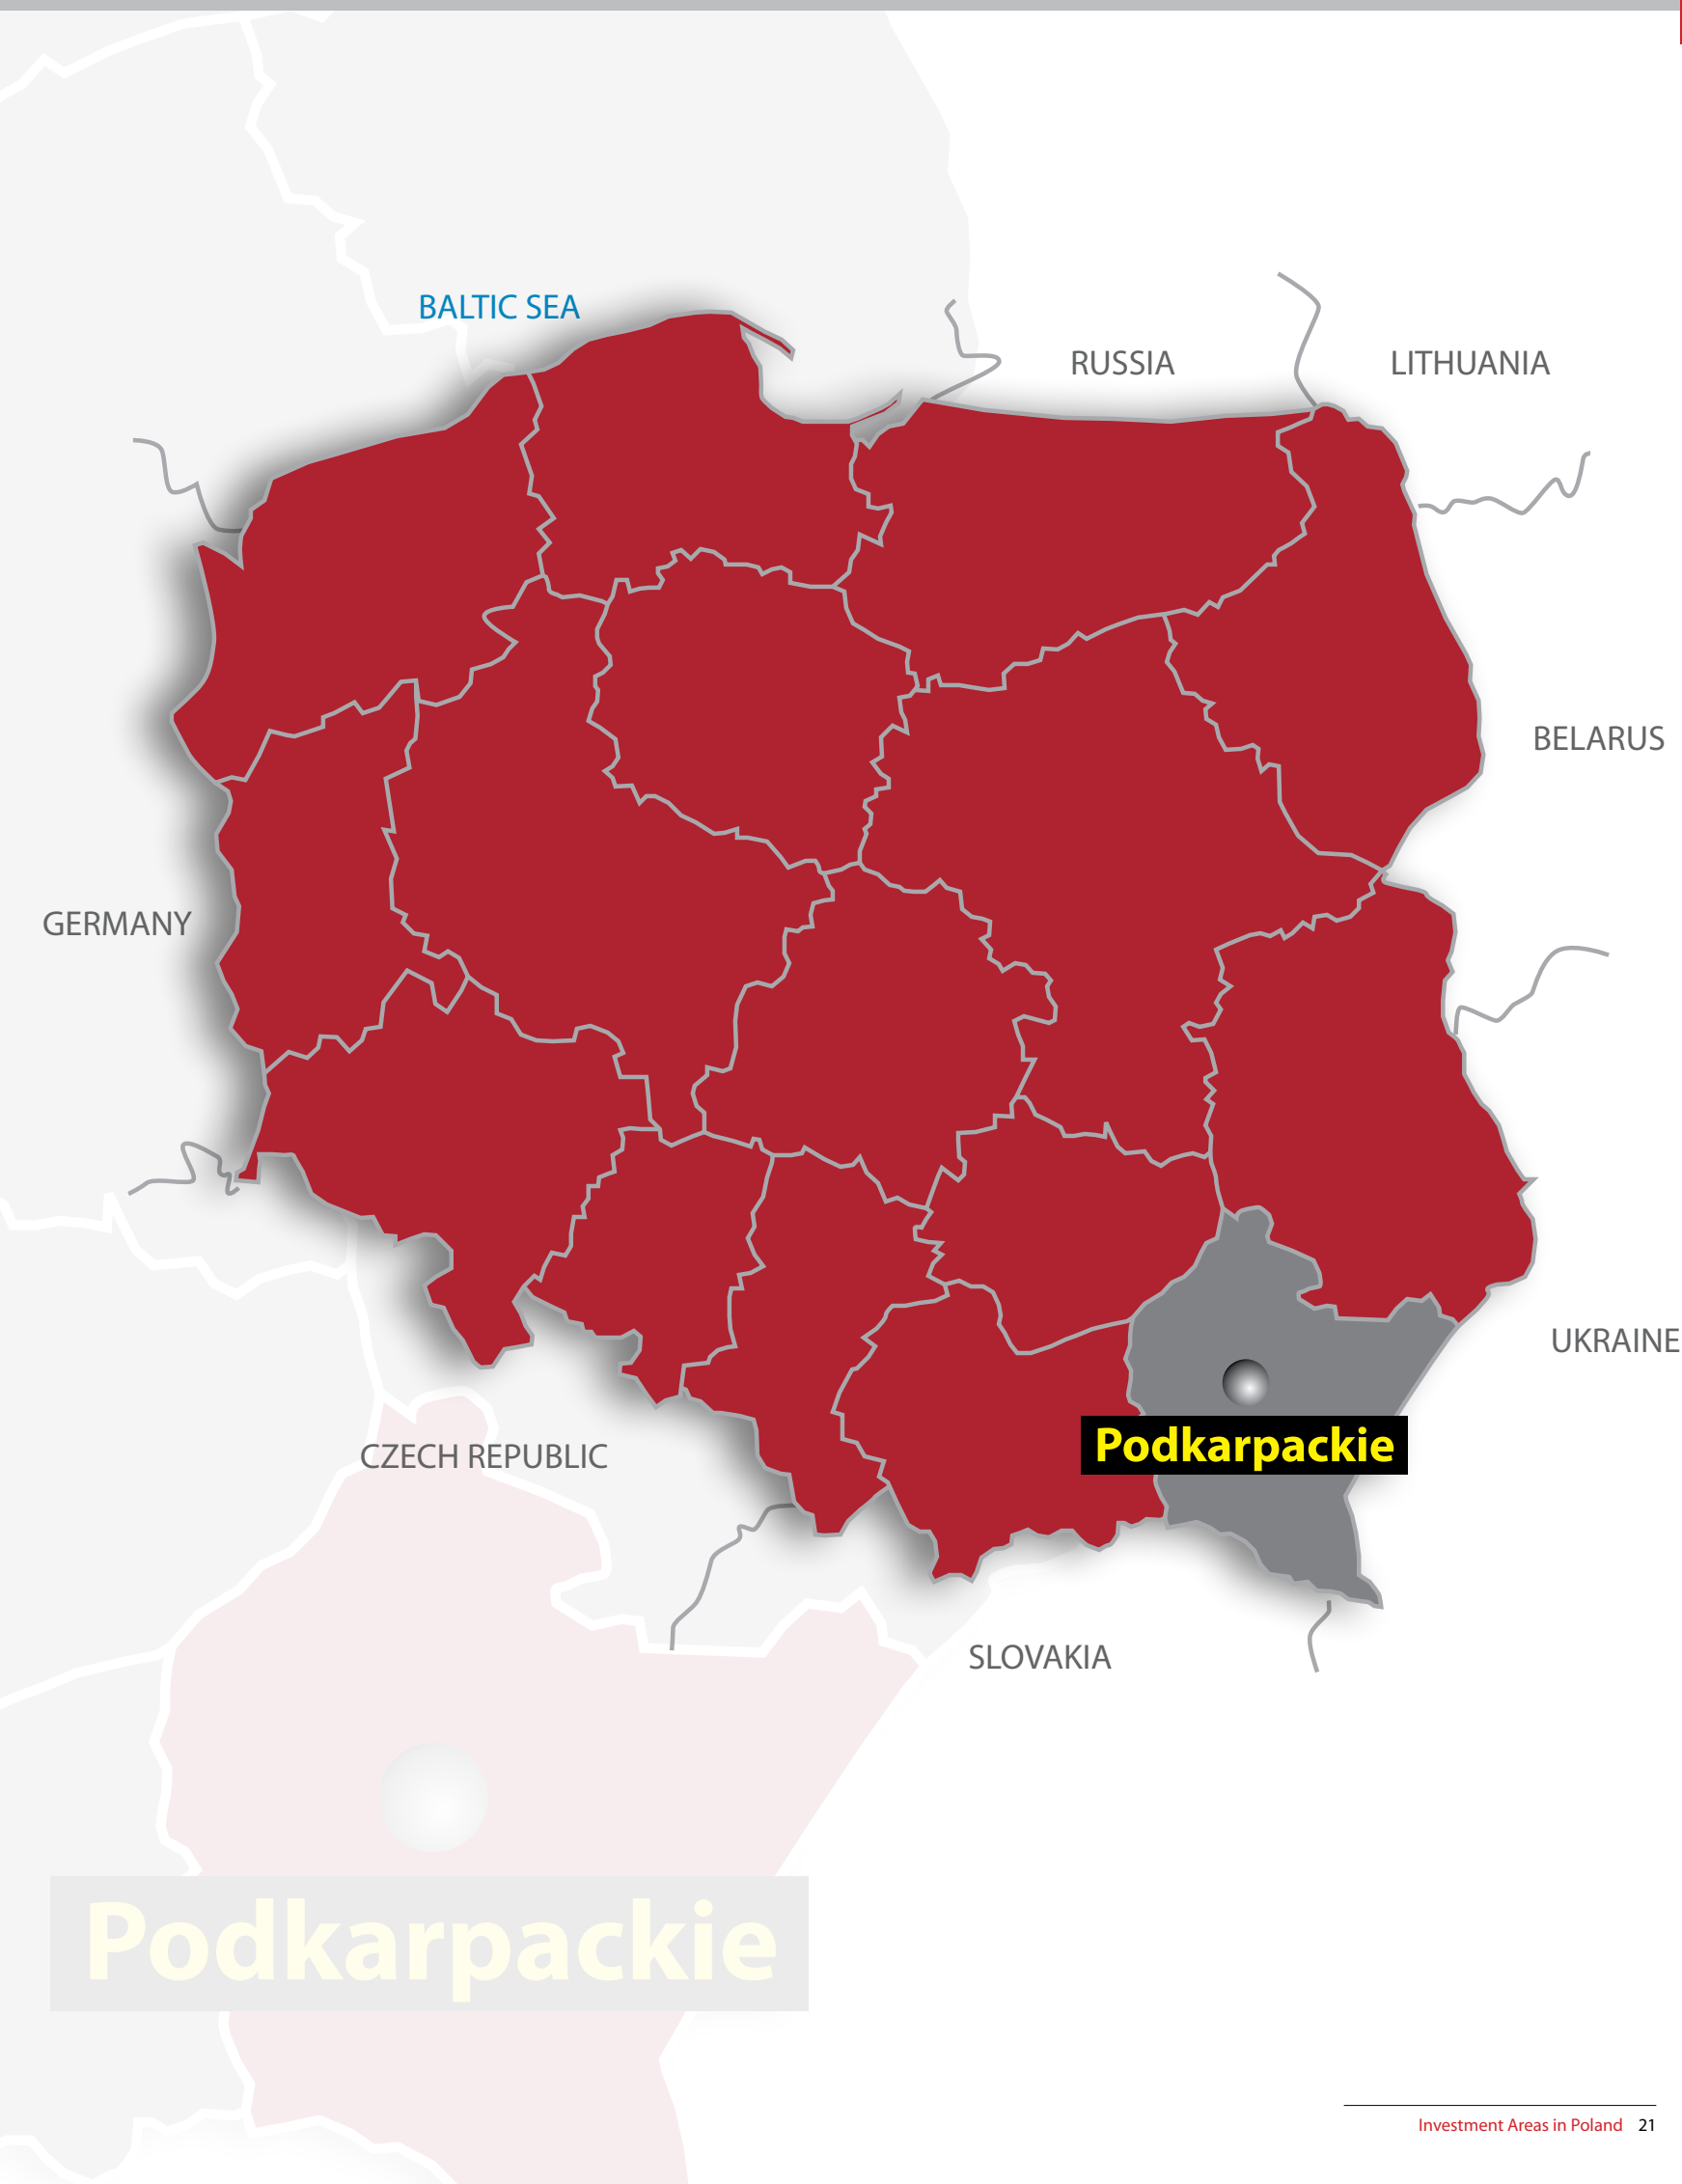 BALTIC SEA
RUSSIA
LITHUANIA
BELARUS
GERMANY
UKRAINE
Podkarpackie
CZECH REPUBLIC
SLOVAKIA
Podkarpackie
Investment Areas in Poland 21